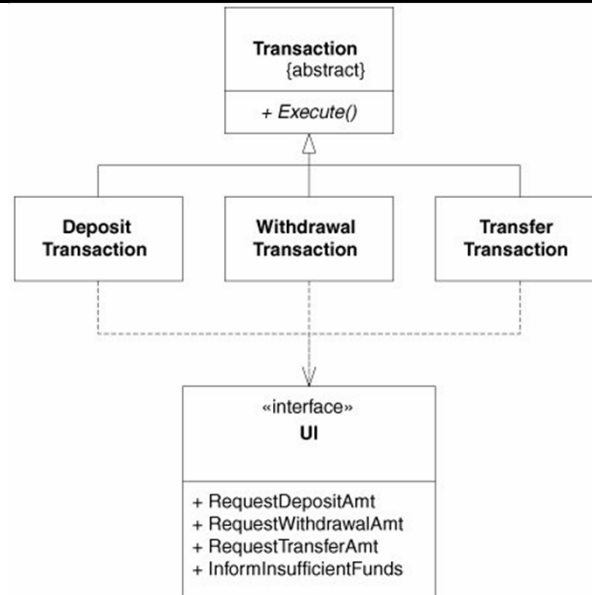 Transaction
{abstract}
+ Execute()
Deposit
Transaction
Withdrawal
Transaction
Transfer
Transaction
«interface»
UI
+ RequestDepositAmt
+ RequestWithdrawalAmt
+ RequestTransferAmt
+ InformInsufficientFunds